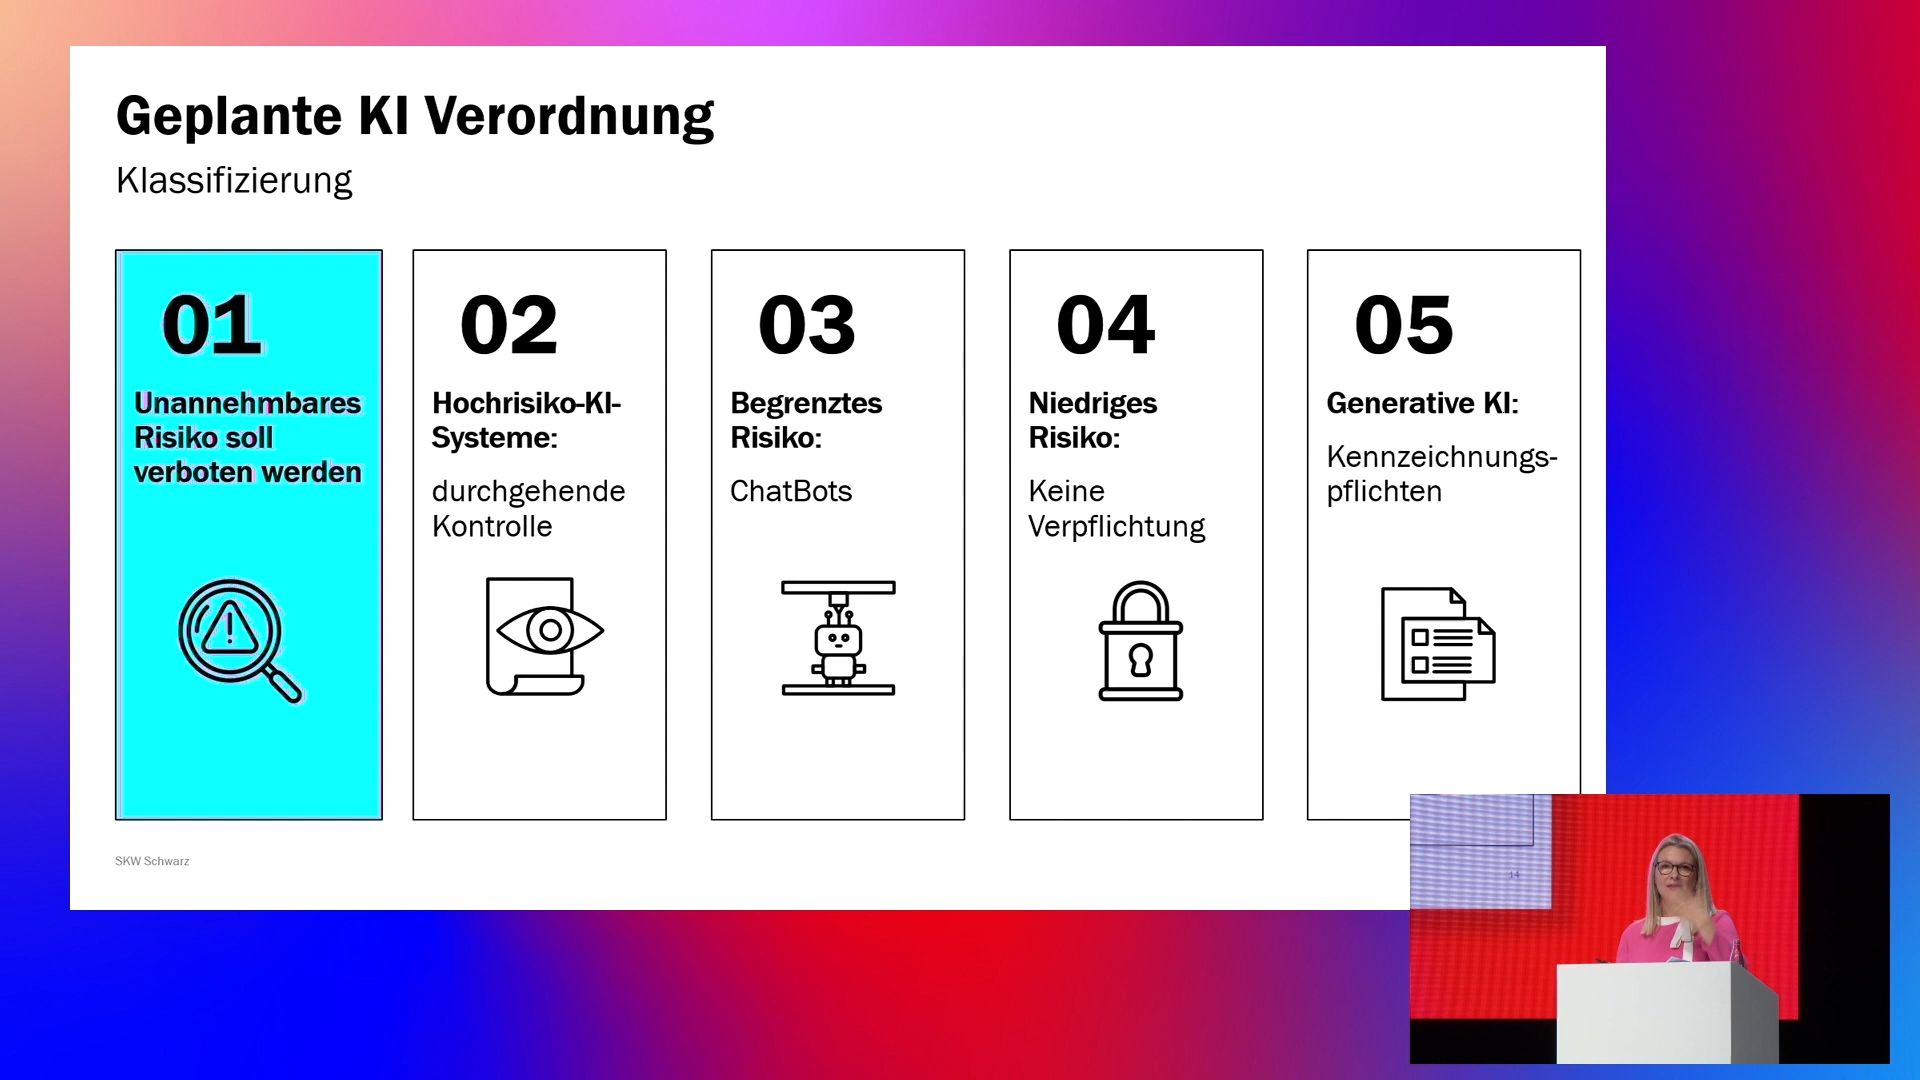 Geplante KI Verordnung
Klassifizierung
01
Unannehmbares
Risiko soll
verboten werden
02
Hochrisiko-KI-
Systeme:
durchgehende
Kontrolle
03
Begrenztes
Risiko:
ChatBots
04
Niedriges
Risiko:
Keine
Verpflichtung
05
Generative KI:
Kennzeichnungs-
pflichten
SKW Schwarz
14